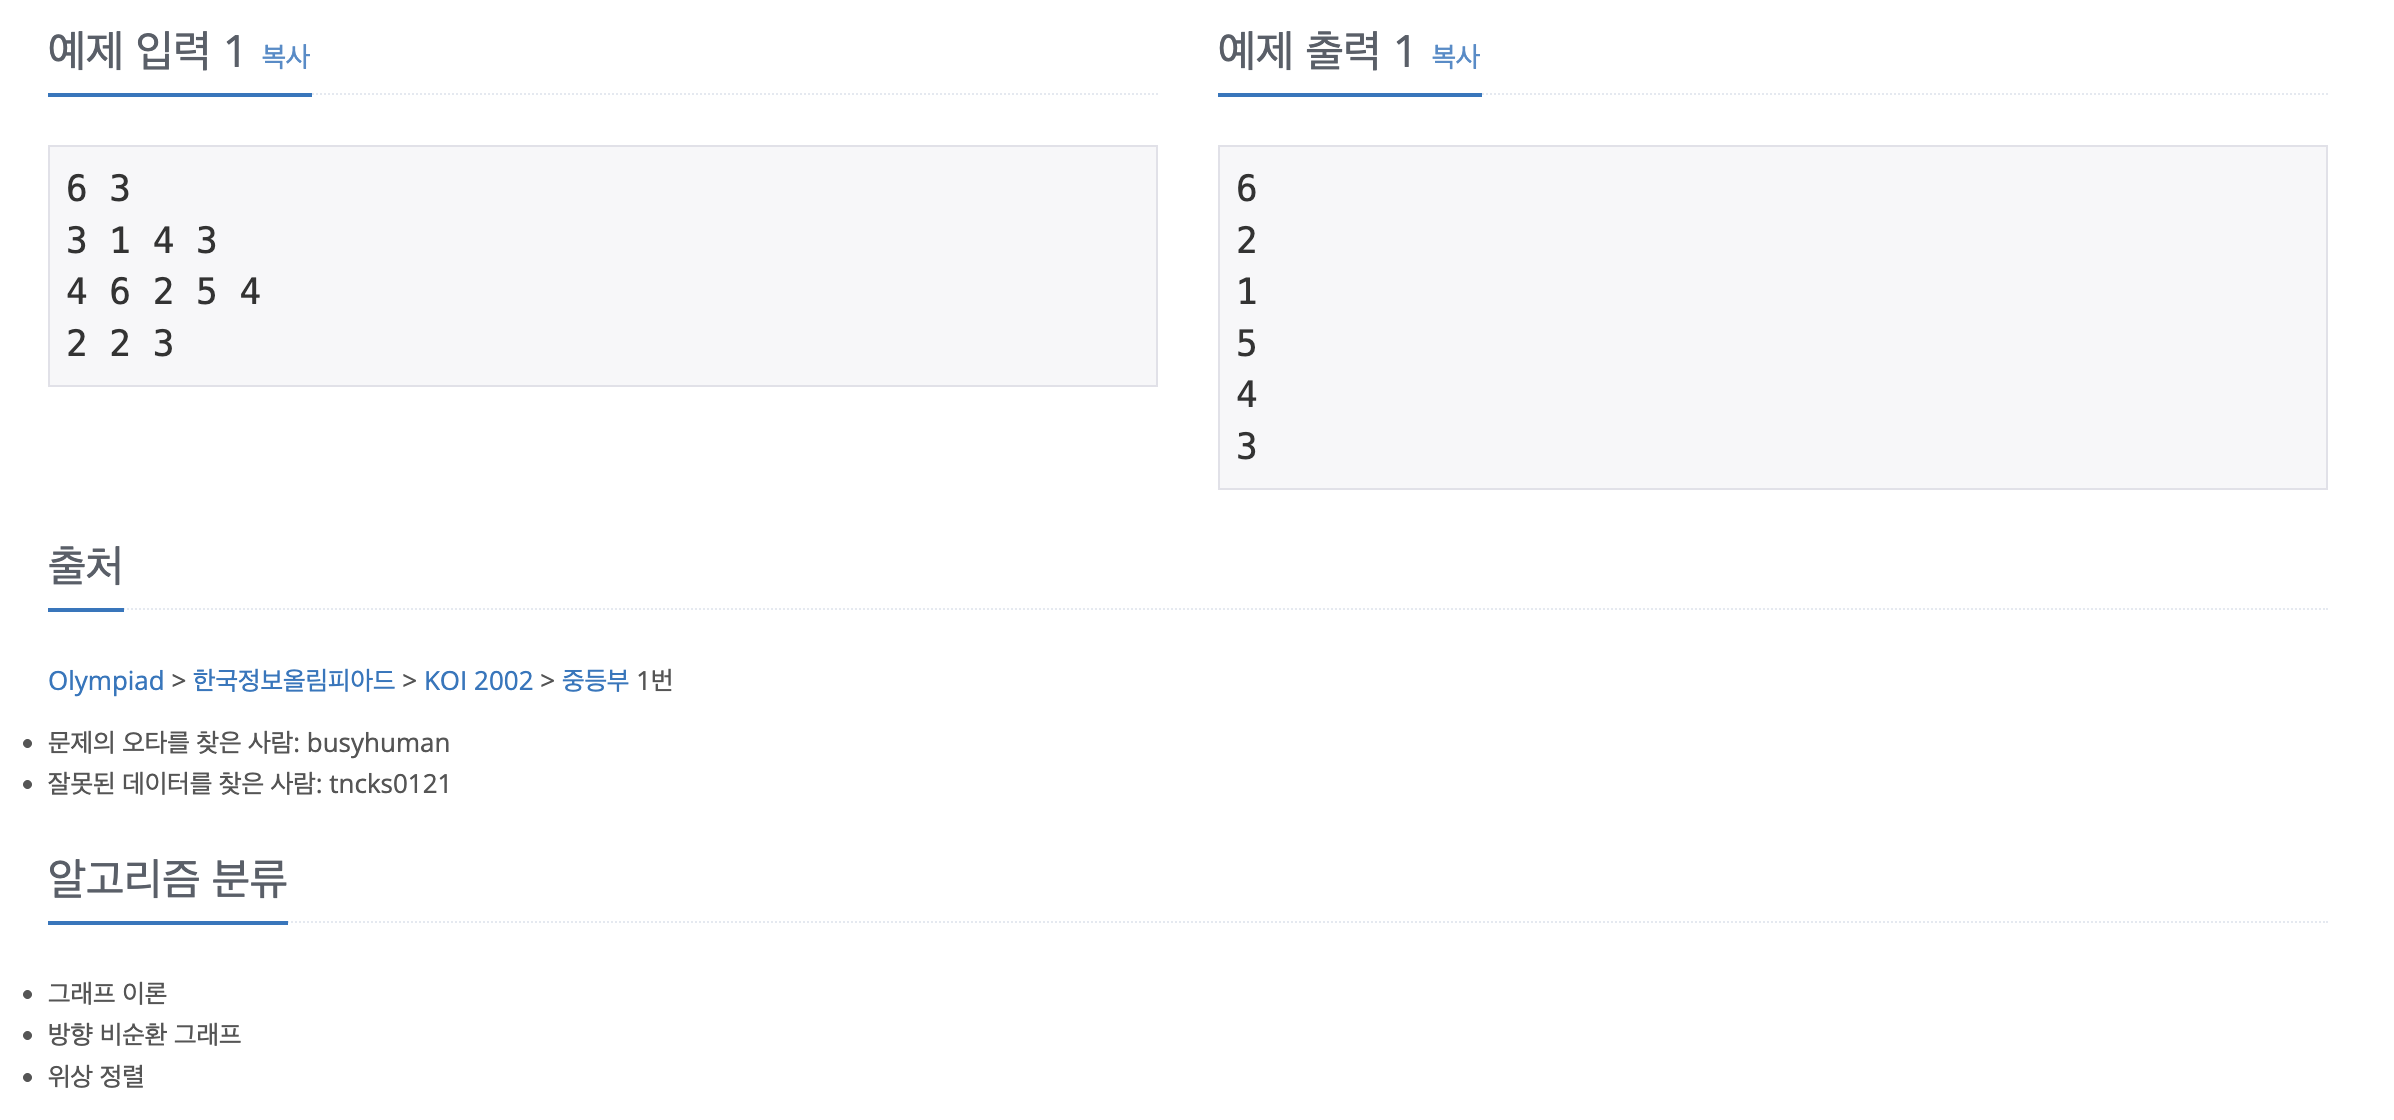 예제 입력 1 복사
6 3
3 1 4 3
4 6 2 5 4
2 2 3
예제 출력 1 복사
6
2
1
5
4
3
출처
Olympiad > 한국정보올림피아드 > KOI 2002 > 중등부 1번
문제의 오타를 찾은 사람: busyhuman
잘못된 데이터를 찾은 사람: tncks0121
알고리즘 분류
그래프 이론
방향 비순환 그래프
위상 정렬